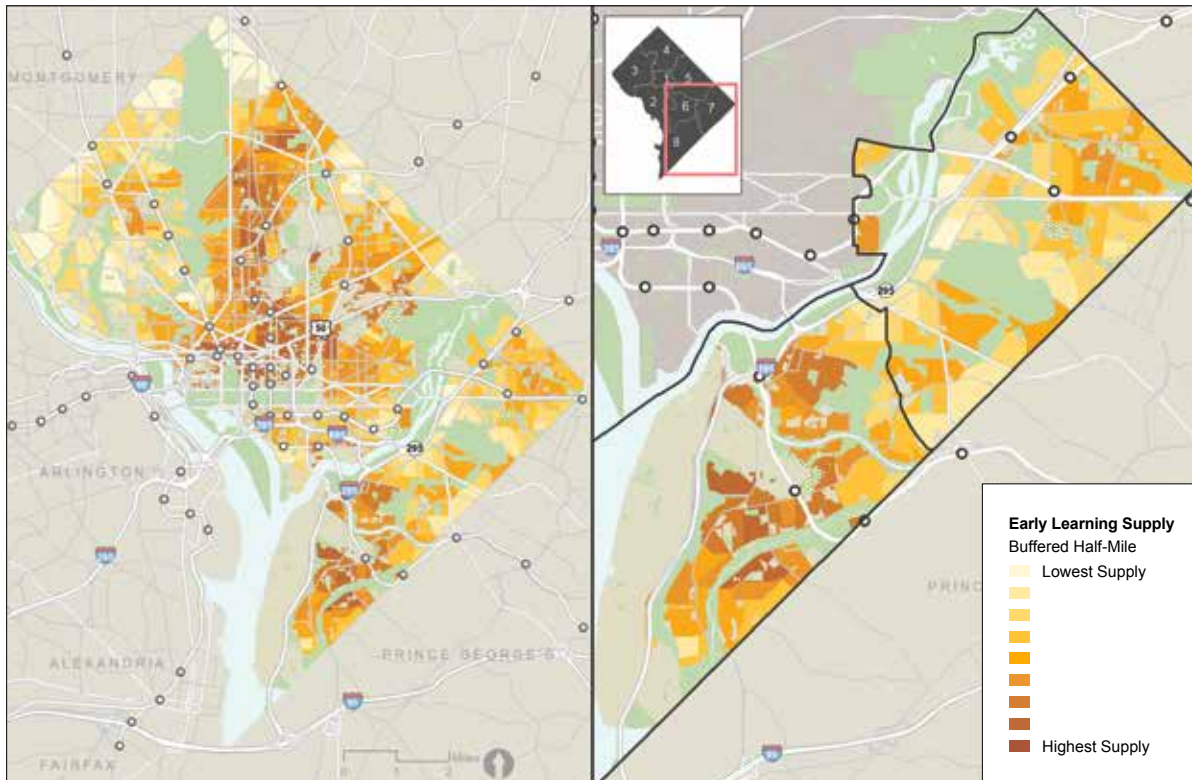 MONTGOMERY
50
295
ARLINGTON
ALEXANDRIA
PRINCE GEORGE'S
FAIRFAX
0 1 2
Miles
4
3
1
5
2
6
7
8
295
Early Learning Supply
Buffered Half-Mile
Lowest Supply
Highest Supply
PRINC